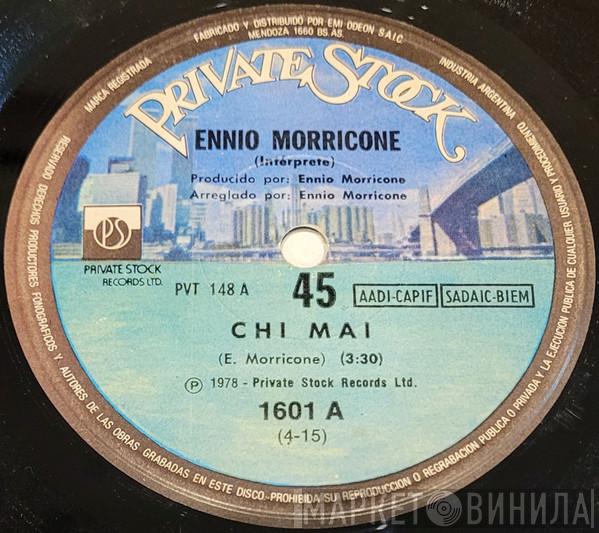 FABRICADO Y DISTRIBUIDO POR EMI ODEON S.A.I.C.
MENDOZA 1660 BS. AS.
MARCA REGISTRADA
INDUSTRIA ARGENTINA
PRIVATE STOCK
ENNIO MORRICONE
(Intérprete)
Producido por: Ennio Morricone
Arreglado por: Ennio Morricone
PS
PRIVATE STOCK
RECORDS LTD.
PVT 148 A
45
AADI-CAPIF
SADAIC-BIEM
CHI MAI
(E. Morricone) (3:30)
Ⓟ 1978 - Private Stock Records Ltd.
1601 A
(4-15)
RESERVADO DERECHOS PRODUCTORES FONOGRAFICOS Y AUTORES DE LAS OBRAS GRABADAS EN ESTE DISCO-PROHIBIDA SU REPRODUCCION O REGRABACION PUBLICA O PRIVADA Y LA EJECUCION PUBLICA DE CUALQUIER USUARIO Y PROCEDIMIENTO
МАРКЕТ ВИНИЛА